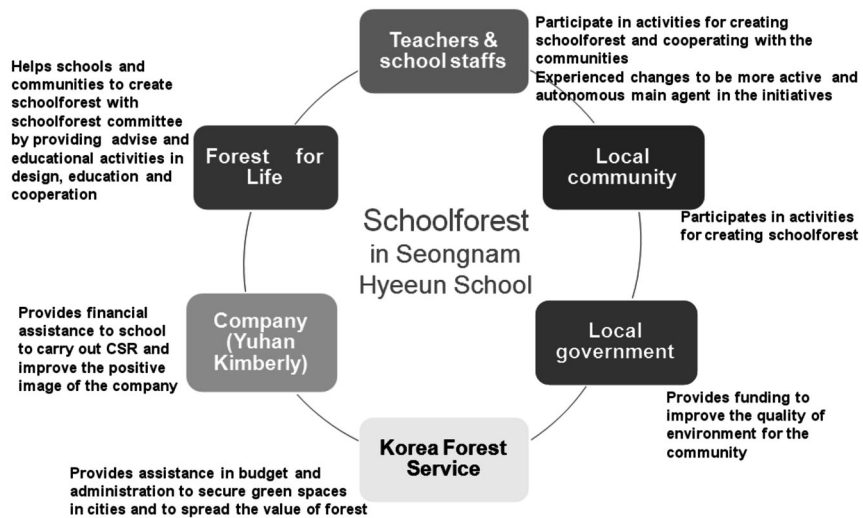 Teachers &
school staffs
Participate in activities for creating
schoolforest and cooperating with the
communities
Experienced changes to be more active and
autonomous main agent in the initiatives
Local
community
Participates in activities
for creating schoolforest
Local
government
Provides funding to
improve the quality of
environment for the
community
Korea Forest
Service
Provides assistance in budget and
administration to secure green spaces
in cities and to spread the value of forest
Company
(Yuhan
Kimberly)
Provides financial
assistance to school
to carry out CSR and
improve the positive
image of the company
Forest for
Life
Helps schools and
communities to create
schoolforest with
schoolforest committee
by providing advise and
educational activities in
design, education and
cooperation
Schoolforest
in Seongnam
Hyeeun School